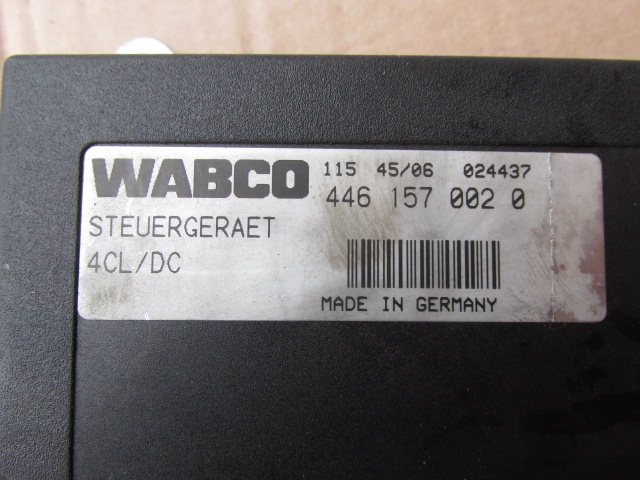 WABCO 115 45/06 024437
446 157 002 0
STEUERGERAET
4CL/DC
MADE IN GERMANY